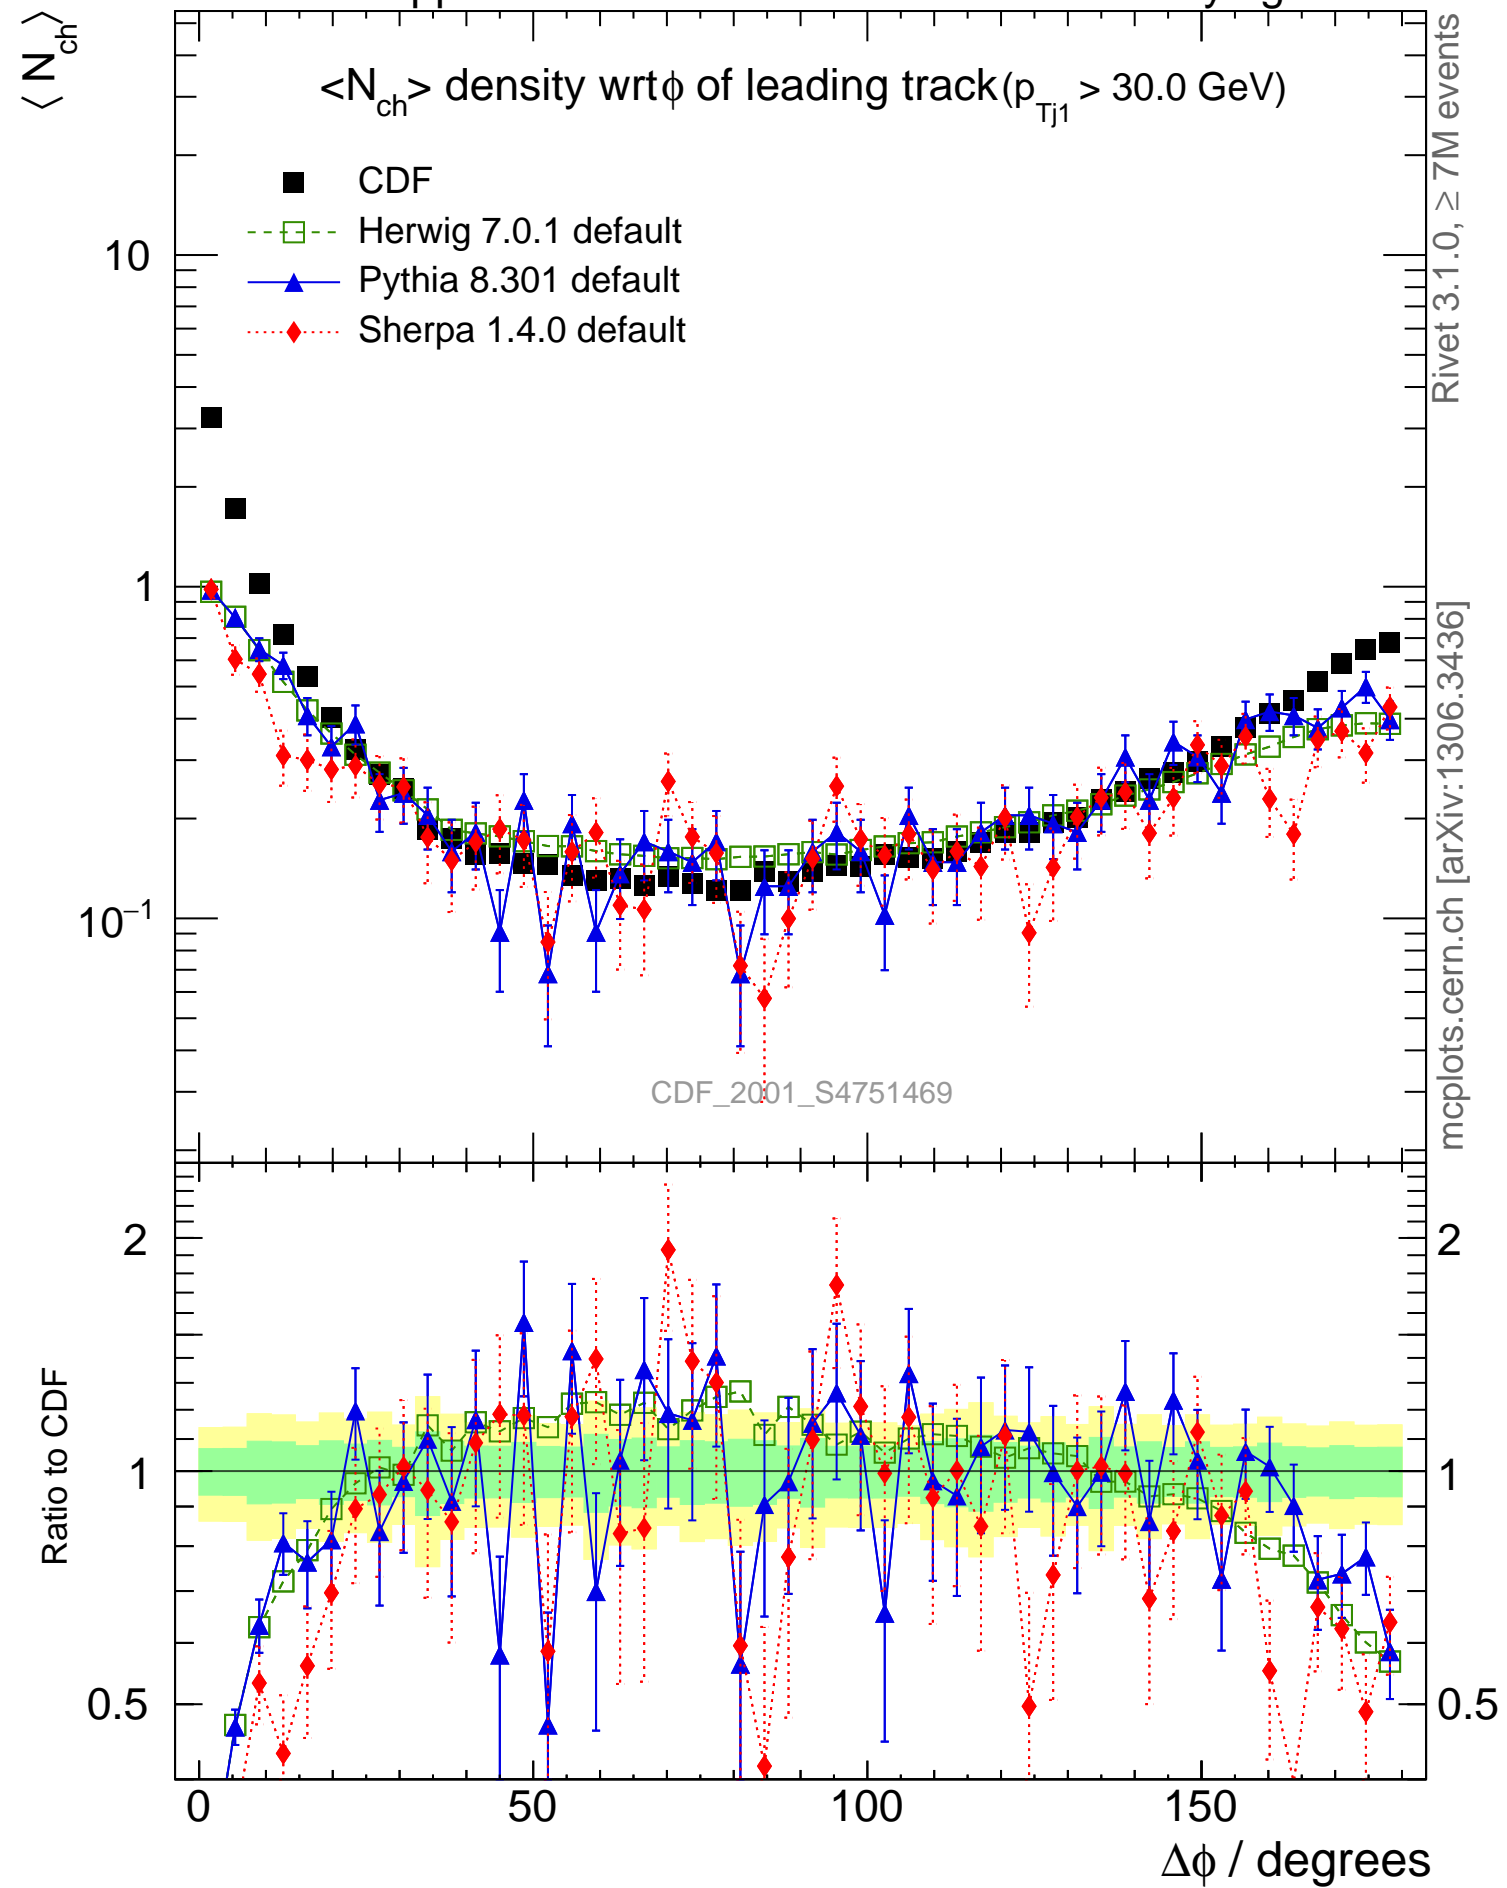 ⟨ N_ch ⟩
<N_ch> density wrt ϕ of leading track (p_Tj1 > 30.0 GeV)
CDF
Herwig 7.0.1 default
Pythia 8.301 default
Sherpa 1.4.0 default
10
1
10⁻¹
CDF_2001_S4751469
Rivet 3.1.0, ≥ 7M events
mcplots.cern.ch [arXiv:1306.3436]
Ratio to CDF
2
1
0.5
2
1
0.5
0 50 100 150
Δϕ / degrees